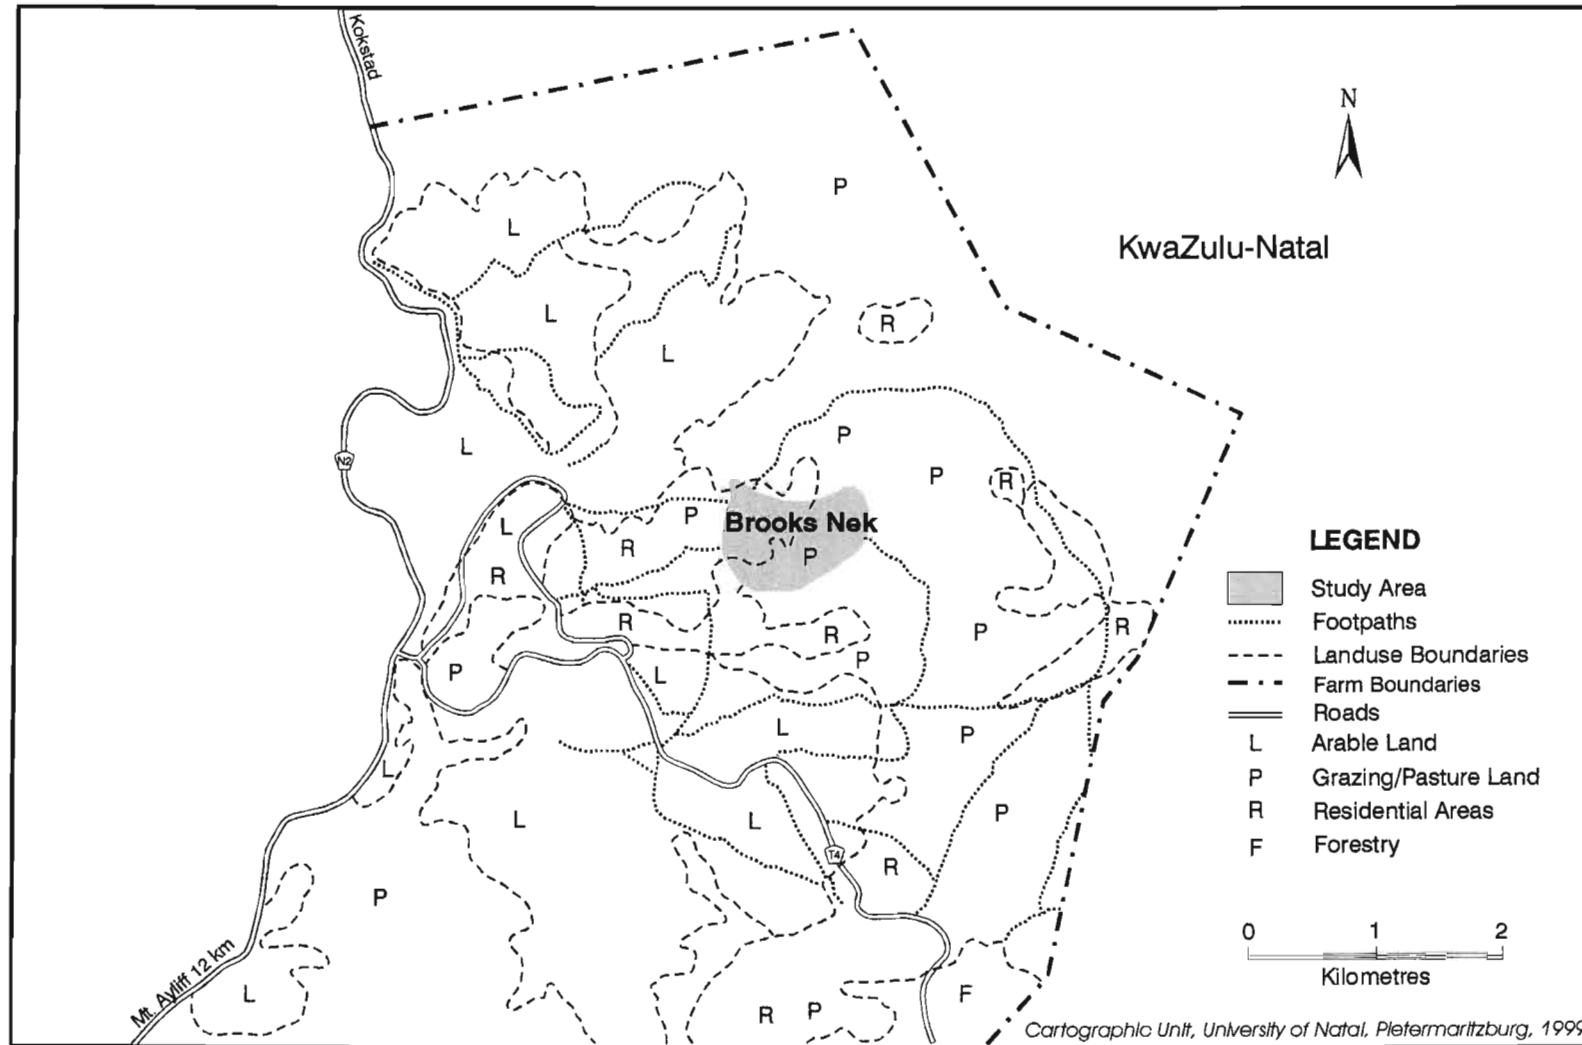 Kokstad
N
P
KwaZulu-Natal
L
L
R
L
P
L
N2
P
R
L
P
Brooks Nek
R
P
R
R
R
P
R
P
P
L
L
P
L
P
L
L
R
P
L
R
P
F
T4
Mt. Ayliff 12 km
LEGEND
Study Area
Footpaths
Landuse Boundaries
Farm Boundaries
Roads
L Arable Land
P Grazing/Pasture Land
R Residential Areas
F Forestry
0 1 2
Kilometres
Cartographic Unit, University of Natal, Pietermaritzburg, 1999